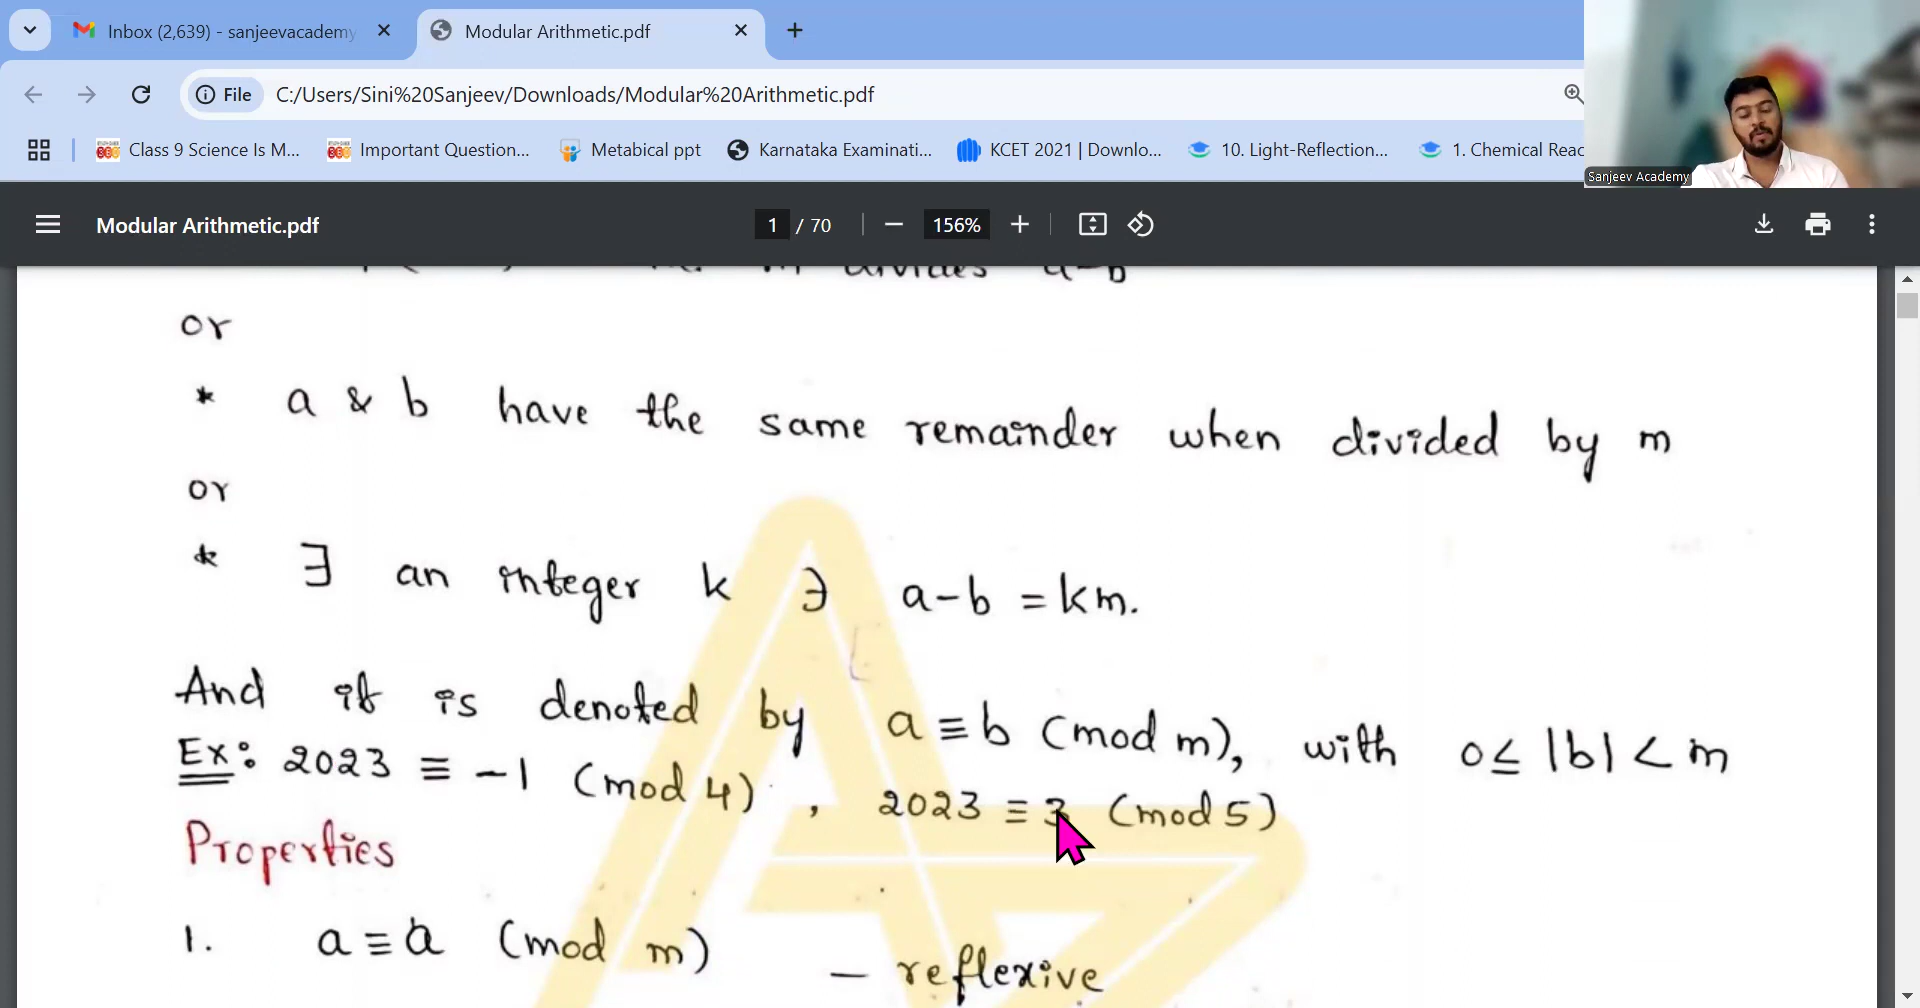 Inbox (2,639) - sanjeevacademy
Modular Arithmetic.pdf
File
C:/Users/Sini%20Sanjeev/Downloads/Modular%20Arithmetic.pdf
Class 9 Science Is M...
Important Question...
Metabical ppt
Karnataka Examinati...
KCET 2021 | Downlo...
10. Light-Reflection...
1. Chemical Reac
Sanjeev Academy
Modular Arithmetic.pdf
1 / 70
156%
divides a-b
or
* a & b have the same remainder when divided by m
or
* ∃ an integer k ∋ a-b = km.
And it is denoted by a ≡ b (mod m), with 0 ≤ |b| < m
Ex: 2023 ≡ -1 (mod 4), 2023 ≡ 3 (mod 5)
Properties
1. a ≡ a (mod m) — reflexive